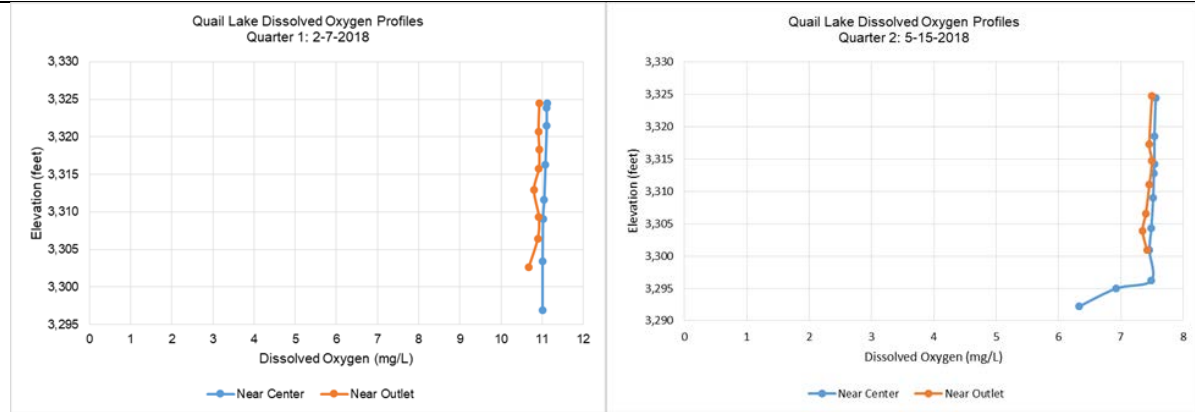 Quail Lake Dissolved Oxygen Profiles
Quarter 1: 2-7-2018
3,330
3,325
3,320
3,315
3,310
3,305
3,300
3,295
Elevation (feet)
0 1 2 3 4 5 6 7 8 9 10 11 12
Dissolved Oxygen (mg/L)
Near Center Near Outlet
Quail Lake Dissolved Oxygen Profiles
Quarter 2: 5-15-2018
3,330
3,325
3,320
3,315
3,310
3,305
3,300
3,295
3,290
Elevation (feet)
0 1 2 3 4 5 6 7 8
Dissolved Oxygen (mg/L)
Near Center Near Outlet